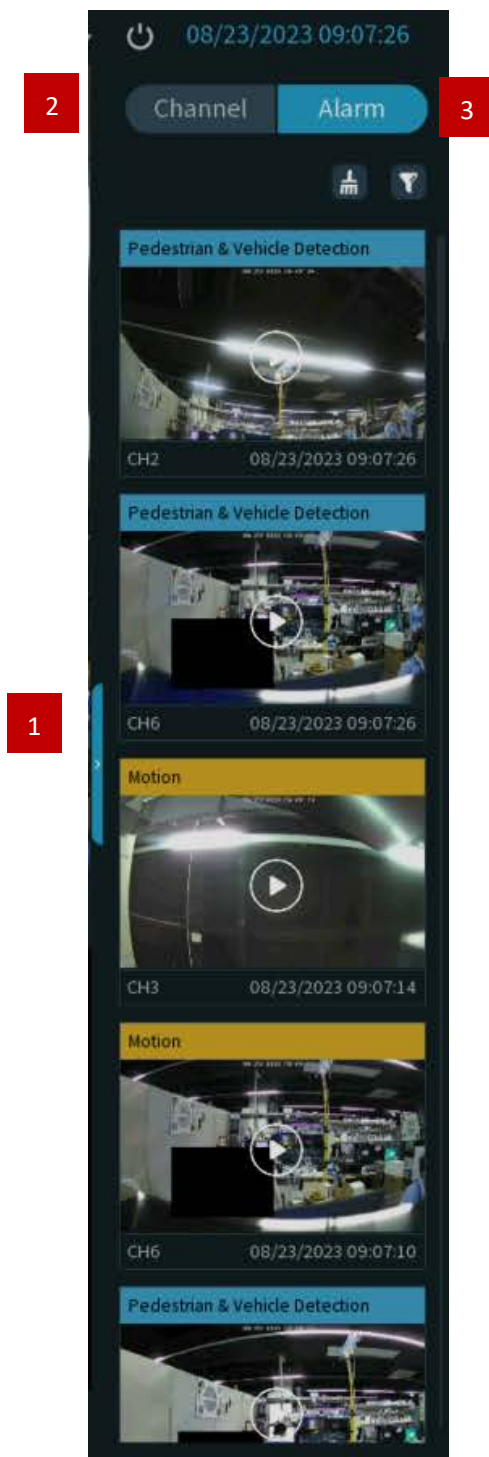 08/23/2023 09:07:26
2
Channel
Alarm
3
Pedestrian & Vehicle Detection
CH2 08/23/2023 09:07:26
Pedestrian & Vehicle Detection
CH6 08/23/2023 09:07:26
1
Motion
CH3 08/23/2023 09:07:14
Motion
CH6 08/23/2023 09:07:10
Pedestrian & Vehicle Detection